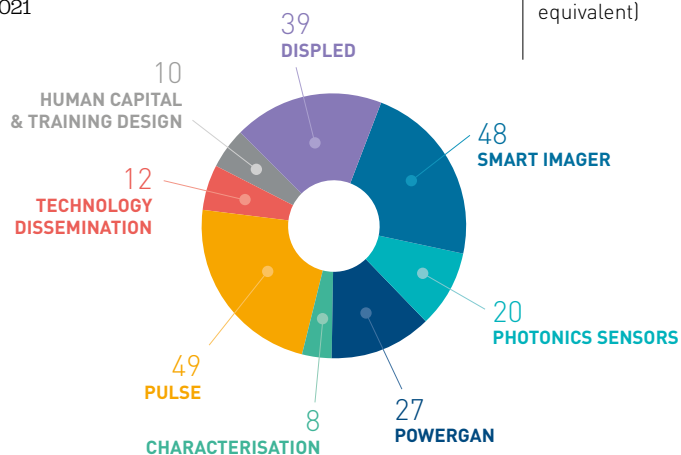 2021
equivalent)
39
DISPLED
10
HUMAN CAPITAL
& TRAINING DESIGN
48
SMART IMAGER
12
TECHNOLOGY
DISSEMINATION
20
PHOTONICS SENSORS
49
PULSE
27
POWERGAN
8
CHARACTERISATION